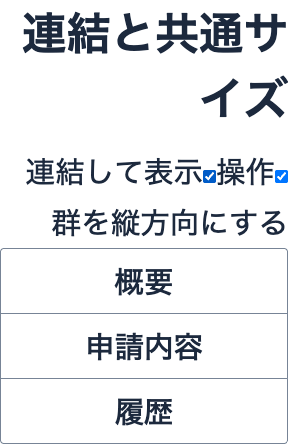 連結と共通サ
イズ
連結して表示操作
群を縦方向にする
概要
申請内容
履歴